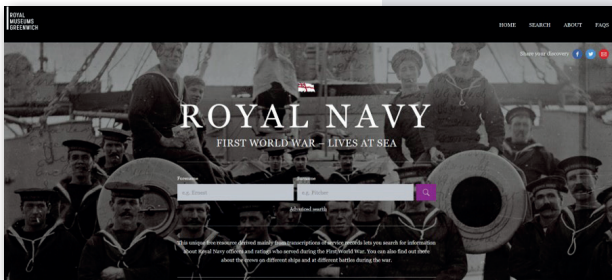 ROYAL
MUSEUMS
GREENWICH
HOME SEARCH ABOUT FAQS
Share your discovery
ROYAL NAVY
FIRST WORLD WAR – LIVES AT SEA
Forename Surname
e.g. Ernest e.g. Pitcher
Advanced search
This unique free resource derived mainly from transcriptions of service records lets you search for information
about Royal Navy officers and ratings who served during the First World War. You can also find out more
about the crews on different ships and at different battles during the war.